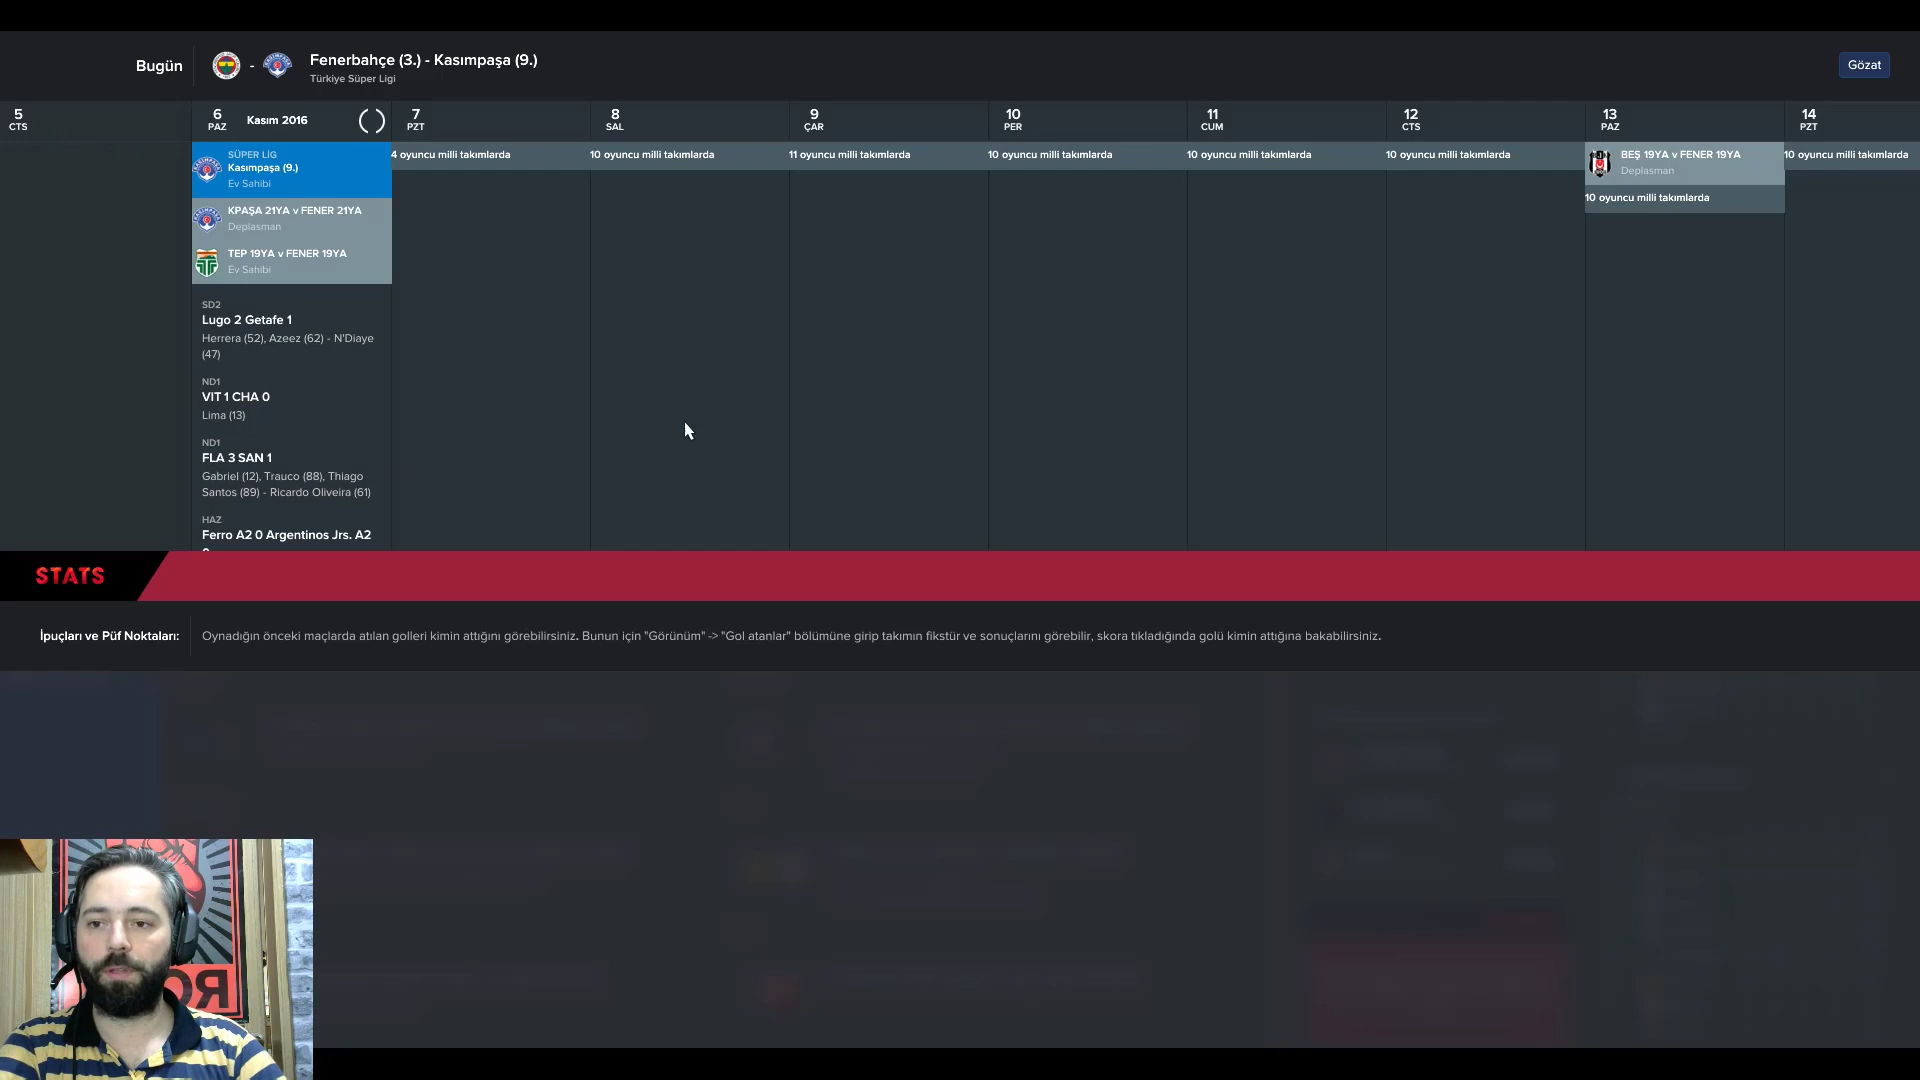 Bugün
-
Fenerbahçe (3.) - Kasımpaşa (9.)
Türkiye Süper Ligi
Gözat
5
CTS
6
PAZ
Kasım 2016
7
PZT
8
SAL
9
ÇAR
10
PER
11
CUM
12
CTS
13
PAZ
14
PZT
SÜPER LİG
Kasımpaşa (9.)
Ev Sahibi
KPAŞA 21YA v FENER 21YA
Deplasman
TEP 19YA v FENER 19YA
Ev Sahibi
4 oyuncu milli takımlarda
10 oyuncu milli takımlarda
11 oyuncu milli takımlarda
10 oyuncu milli takımlarda
10 oyuncu milli takımlarda
10 oyuncu milli takımlarda
BEŞ 19YA v FENER 19YA
Deplasman
10 oyuncu milli takımlarda
10 oyuncu milli takımlarda
SD2
Lugo 2 Getafe 1
Herrera (52), Azeez (62) - N'Diaye
(47)
ND1
VIT 1 CHA 0
Lima (13)
ND1
FLA 3 SAN 1
Gabriel (12), Trauco (88), Thiago
Santos (89) - Ricardo Oliveira (61)
HAZ
Ferro A2 0 Argentinos Jrs. A2
STATS
İpuçları ve Püf Noktaları:
Oynadığın önceki maçlarda atılan golleri kimin attığını görebilirsiniz. Bunun için "Görünüm" -> "Gol atanlar" bölümüne girip takımın fikstür ve sonuçlarını görebilir, skora tıkladığında golü kimin attığına bakabilirsiniz.